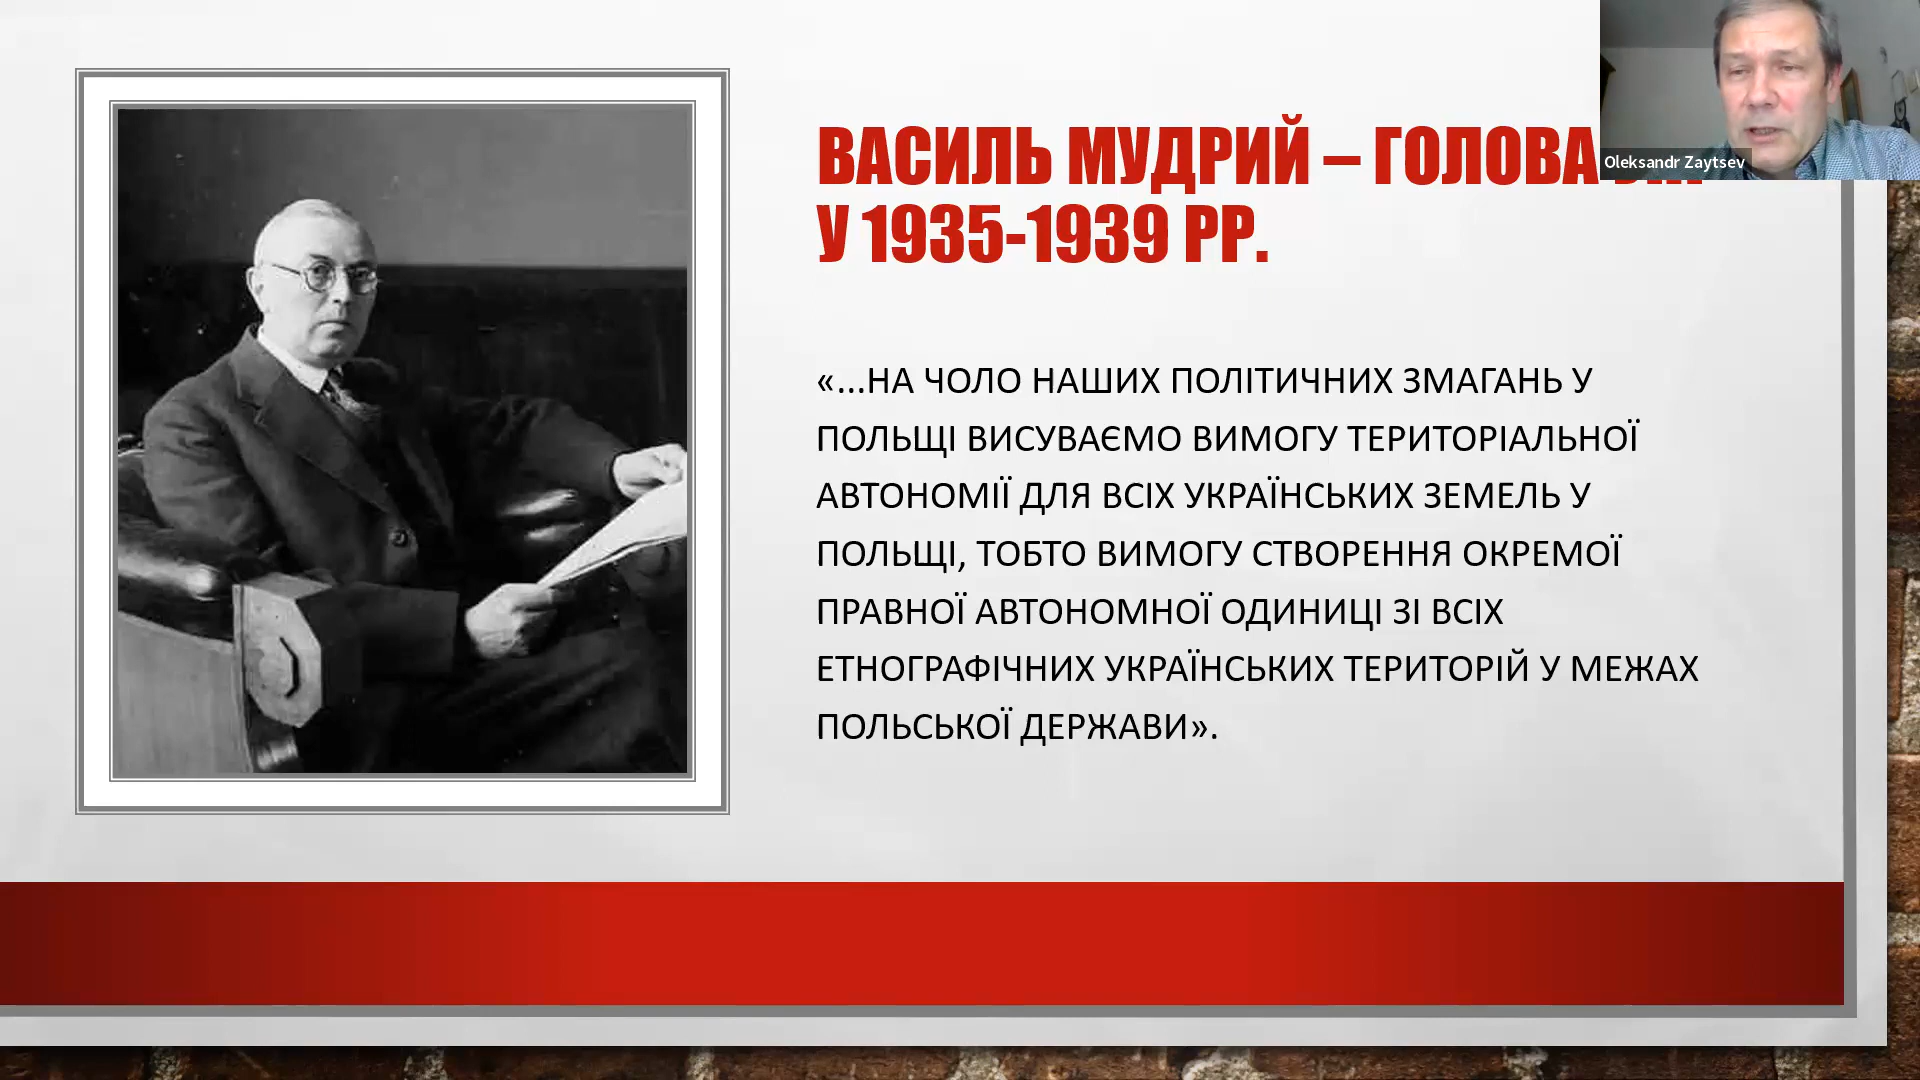 ВАСИЛЬ МУДРИЙ – ГОЛОВА
У 1935-1939 РР.
Oleksandr Zaytsev
«...НА ЧОЛО НАШИХ ПОЛІТИЧНИХ ЗМАГАНЬ У
ПОЛЬЩІ ВИСУВАЄМО ВИМОГУ ТЕРИТОРІАЛЬНОЇ
АВТОНОМІЇ ДЛЯ ВСІХ УКРАЇНСЬКИХ ЗЕМЕЛЬ У
ПОЛЬЩІ, ТОБТО ВИМОГУ СТВОРЕННЯ ОКРЕМОЇ
ПРАВНОЇ АВТОНОМНОЇ ОДИНИЦІ ЗІ ВСІХ
ЕТНОГРАФІЧНИХ УКРАЇНСЬКИХ ТЕРИТОРІЙ У МЕЖАХ
ПОЛЬСЬКОЇ ДЕРЖАВИ».